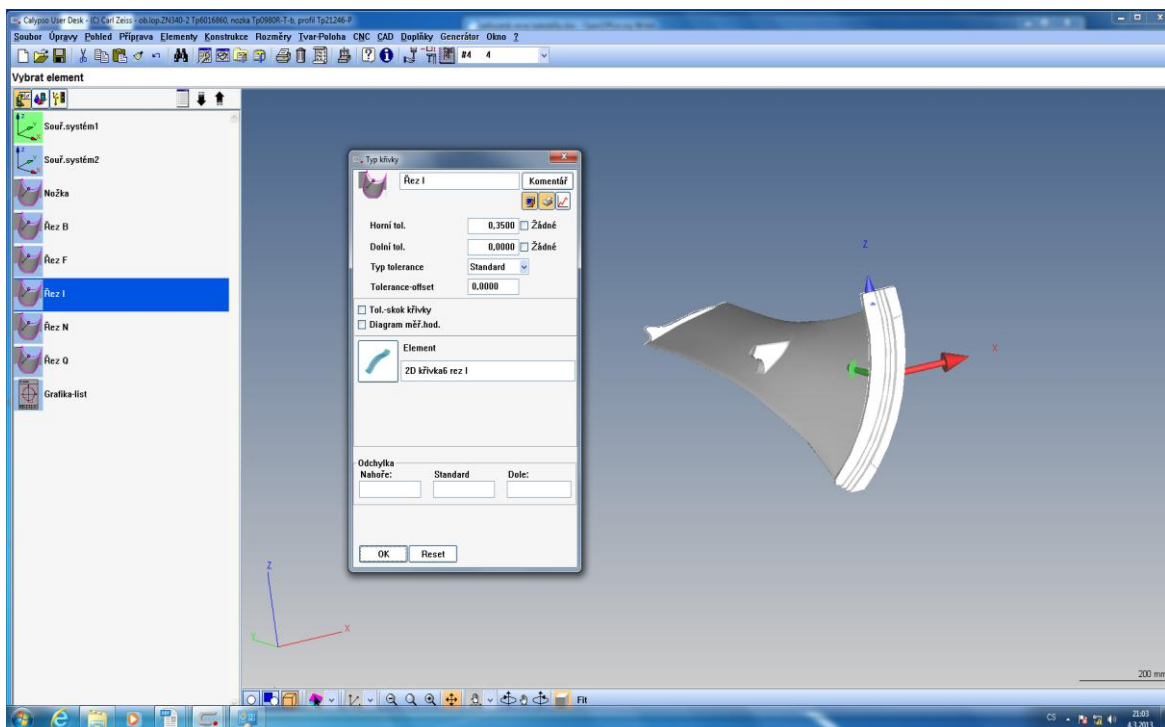 Calypso User Desk - (C) Carl Zeiss - ob.lop.ZN340-2 Tp6016860, nozka Tp0980R-T-b, profil Tp21246-P
Soubor Úpravy Pohled Příprava Elementy Konstrukce Rozměry Tvar-Poloha CNC CAD Doplňky Generátor Okno ?
#4 4
Vybrat element
Souř.systém1
Souř.systém2
Nožka
Řez B
Řez F
Řez I
Řez N
Řez Q
Grafika-list
Typ křivky
Řez I
Komentář
Horní tol. 0,3500 Žádné
Dolní tol. 0,0000 Žádné
Typ tolerance Standard
Tolerance-offset 0,0000
Tol.-skok křivky
Diagram měř.hod.
Element
2D křivka6 rez I
Odchylka
Nahoře: Standard Dole:
OK Reset
Z
X
Z
Y
X
200 mm
Fit
CS
21:03
4.3.2013